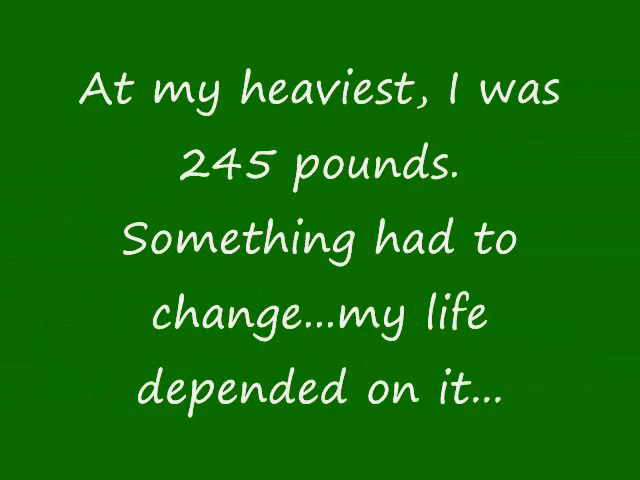 At my heaviest, I was
245 pounds.
Something had to
change...my life
depended on it...